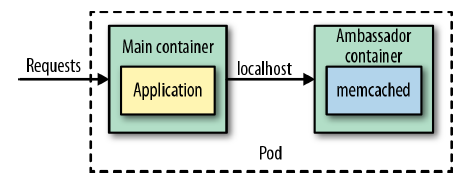 Requests
Main container
Application
localhost
Ambassador
container
memcached
Pod